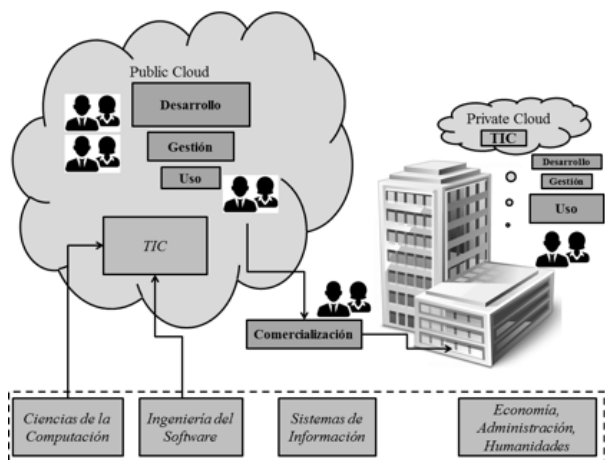 Public Cloud
Desarrollo
Gestión
Uso
TIC
Private Cloud
TIC
Desarrollo
Gestión
Uso
Comercialización
Ciencias de la
Computación
Ingeniería del
Software
Sistemas de
Información
Economía,
Administración,
Humanidades